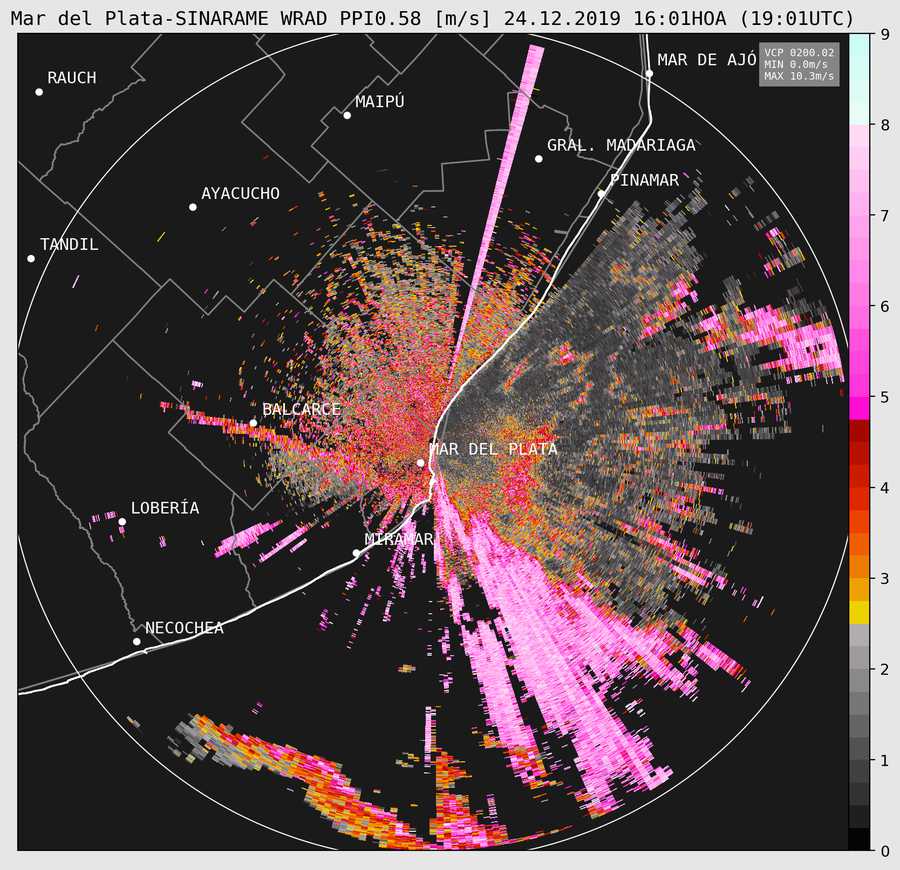 Mar del Plata-SINARAME WRAD PPI0.58 [m/s] 24.12.2019 16:01HOA (19:01UTC)
VCP 0200.02
MIN 0.0m/s
MAX 10.3m/s
MAR DE AJÓ
RAUCH
MAIPÚ
GRAL. MADARIAGA
PINAMAR
AYACUCHO
TANDIL
BALCARCE
MAR DEL PLATA
LOBERÍA
MIRAMAR
NECOCHEA
9
8
7
6
5
4
3
2
1
0